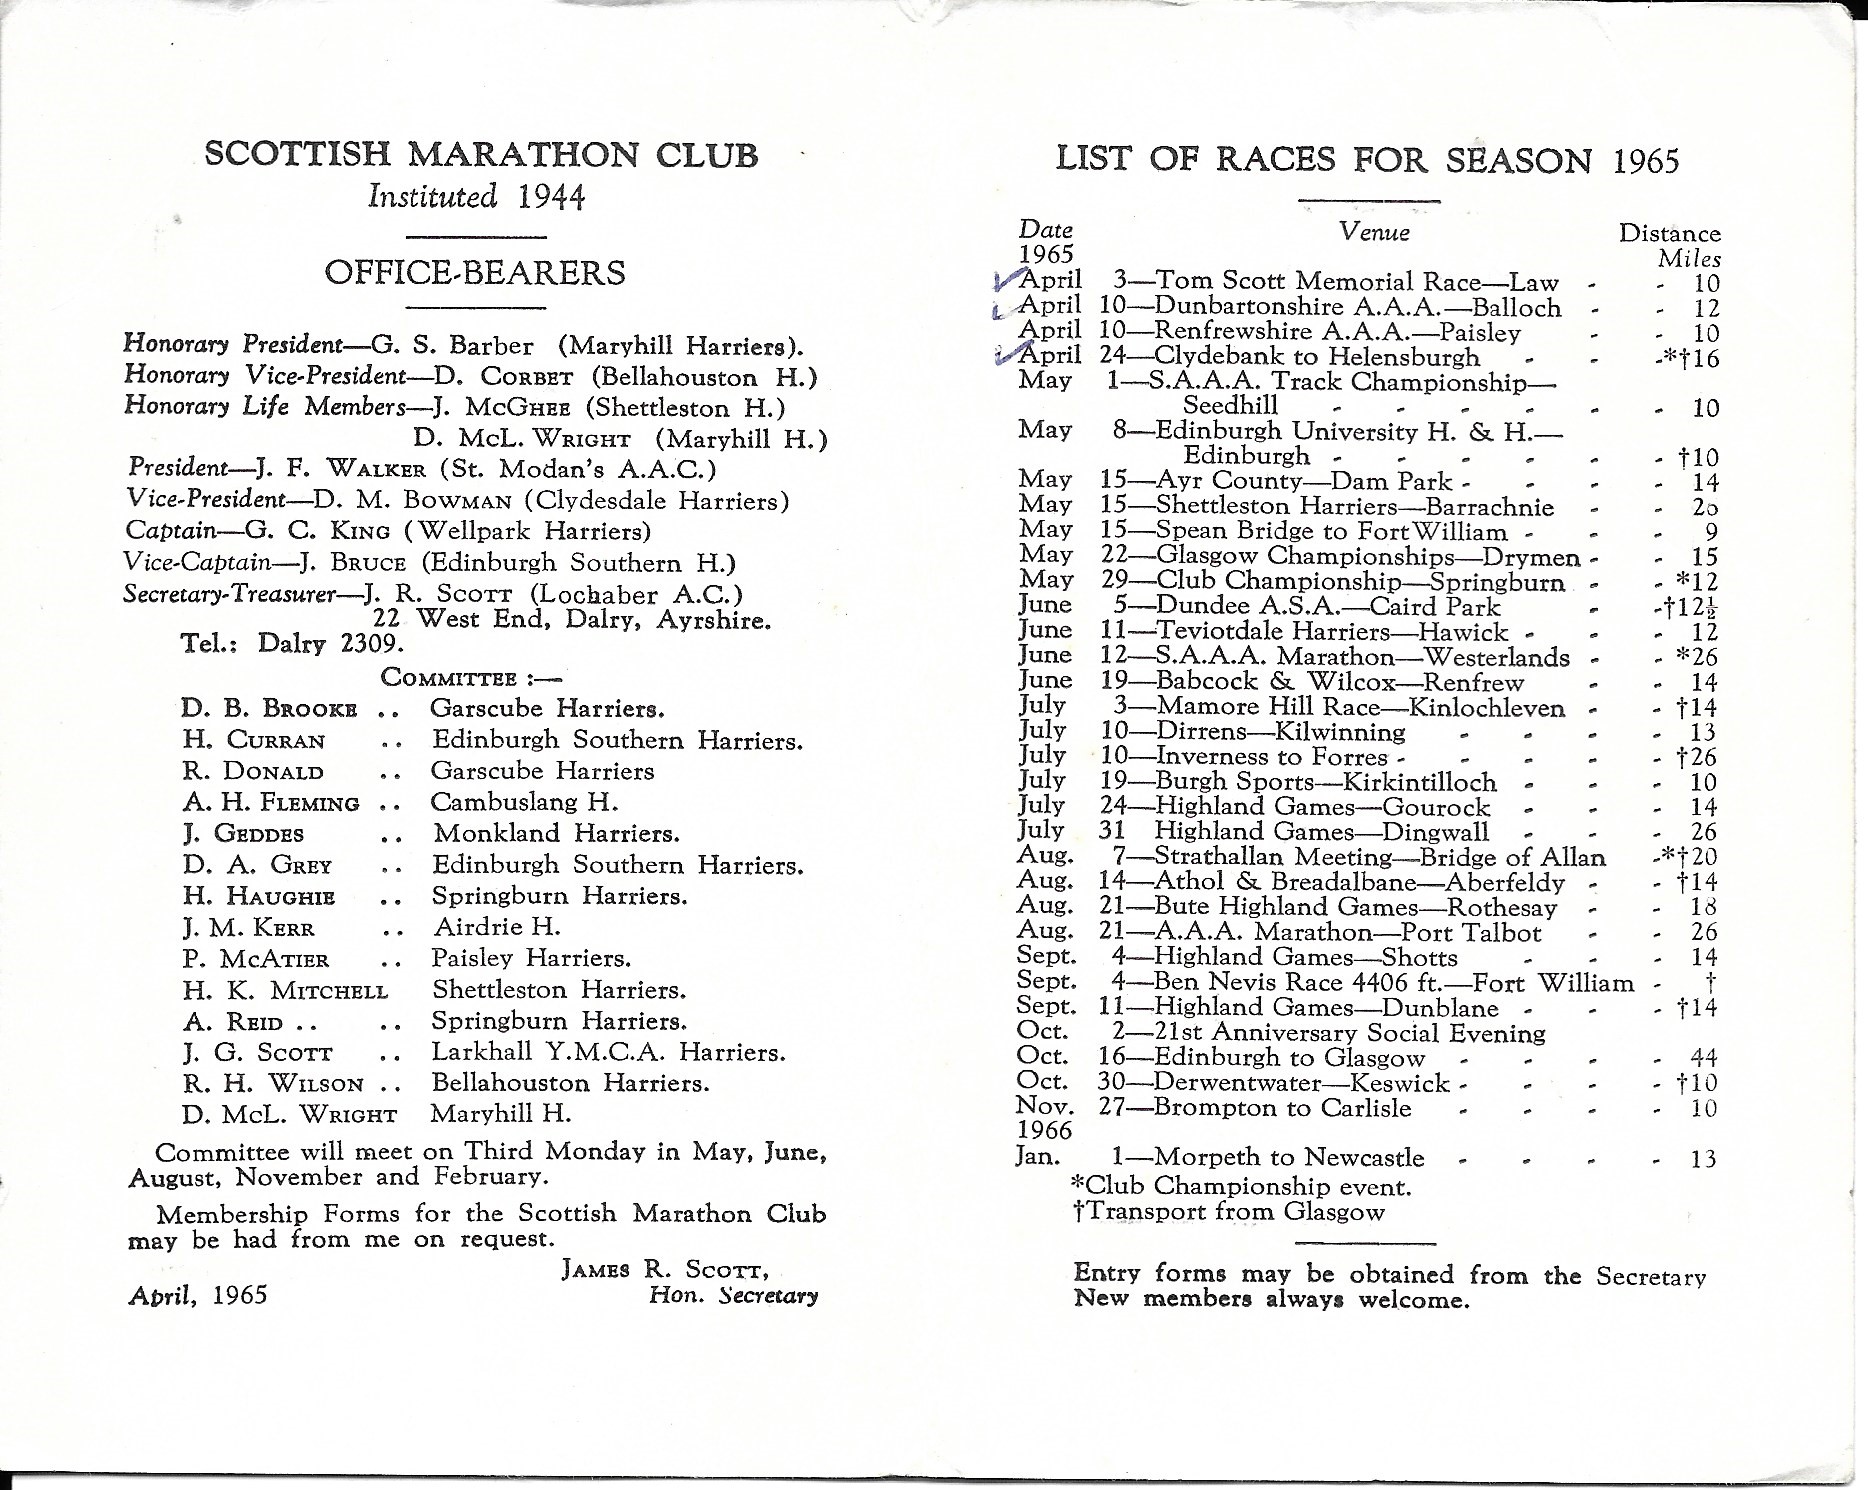 SCOTTISH MARATHON CLUB
Instituted 1944
OFFICE-BEARERS
Honorary President—G. S. Barber (Maryhill Harriers).
Honorary Vice-President—D. CORBET (Bellahouston H.)
Honorary Life Members—J. MCGHEE (Shettleston H.)
D. MCL. WRIGHT (Maryhill H.)
President—J. F. WALKER (St. Modan's A.A.C.)
Vice-President—D. M. BOWMAN (Clydesdale Harriers)
Captain—G. C. KING (Wellpark Harriers)
Vice-Captain—J. BRUCE (Edinburgh Southern H.)
Secretary-Treasurer—J. R. SCOTT (Lochaber A.C.)
22 West End, Dalry, Ayrshire.
Tel.: Dalry 2309.
COMMITTEE :—
D. B. BROOKE .. Garscube Harriers.
H. CURRAN .. Edinburgh Southern Harriers.
R. DONALD .. Garscube Harriers
A. H. FLEMING .. Cambuslang H.
J. GEDDES .. Monkland Harriers.
D. A. GREY .. Edinburgh Southern Harriers.
H. HAUGHIE .. Springburn Harriers.
J. M. KERR .. Airdrie H.
P. MCATIER .. Paisley Harriers.
H. K. MITCHELL Shettleston Harriers.
A. REID .. .. Springburn Harriers.
J. G. SCOTT .. Larkhall Y.M.C.A. Harriers.
R. H. WILSON .. Bellahouston Harriers.
D. MCL. WRIGHT Maryhill H.
Committee will meet on Third Monday in May, June,
August, November and February.
Membership Forms for the Scottish Marathon Club
may be had from me on request.
JAMES R. SCOTT,
April, 1965 Hon. Secretary
LIST OF RACES FOR SEASON 1965
Date Venue Distance
1965 Miles
April 3—Tom Scott Memorial Race—Law - - 10
April 10—Dunbartonshire A.A.A.—Balloch - - 12
April 10—Renfrewshire A.A.A.—Paisley - - 10
April 24—Clydebank to Helensburgh - - -*†16
May 1—S.A.A.A. Track Championship—
Seedhill - - - - - - 10
May 8—Edinburgh University H. & H.—
Edinburgh - - - - - - †10
May 15—Ayr County—Dam Park - - - - 14
May 15—Shettleston Harriers—Barrachnie - - 20
May 15—Spean Bridge to Fort William - - - 9
May 22—Glasgow Championships—Drymen - - 15
May 29—Club Championship—Springburn - - *12
June 5—Dundee A.S.A.—Caird Park - -†12½
June 11—Teviotdale Harriers—Hawick - - - 12
June 12—S.A.A.A. Marathon—Westerlands - - *26
June 19—Babcock & Wilcox—Renfrew - - 14
July 3—Mamore Hill Race—Kinlochleven - - †14
July 10—Dirrens—Kilwinning - - - - 13
July 10—Inverness to Forres - - - - - †26
July 19—Burgh Sports—Kirkintilloch - - - 10
July 24—Highland Games—Gourock - - - 14
July 31 Highland Games—Dingwall - - - 26
Aug. 7—Strathallan Meeting—Bridge of Allan -*†20
Aug. 14—Athol & Breadalbane—Aberfeldy - - †14
Aug. 21—Bute Highland Games—Rothesay - - 18
Aug. 21—A.A.A. Marathon—Port Talbot - - 26
Sept. 4—Highland Games—Shotts - - - 14
Sept. 4—Ben Nevis Race 4406 ft.—Fort William - †
Sept. 11—Highland Games—Dunblane - - - †14
Oct. 2—21st Anniversary Social Evening
Oct. 16—Edinburgh to Glasgow - - - - 44
Oct. 30—Derwentwater—Keswick - - - - †10
Nov. 27—Brompton to Carlisle - - - - 10
1966
Jan. 1—Morpeth to Newcastle - - - - 13
*Club Championship event.
†Transport from Glasgow
Entry forms may be obtained from the Secretary
New members always welcome.